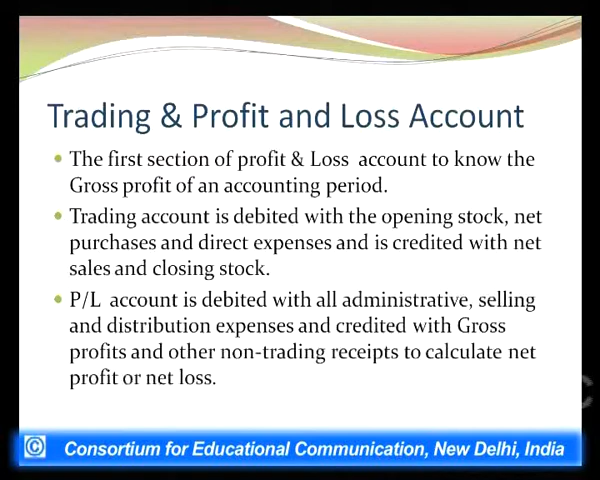 Trading & Profit and Loss Account
• The first section of profit & Loss account to know the
Gross profit of an accounting period.
• Trading account is debited with the opening stock, net
purchases and direct expenses and is credited with net
sales and closing stock.
• P/L account is debited with all administrative, selling
and distribution expenses and credited with Gross
profits and other non-trading receipts to calculate net
profit or net loss.
© Consortium for Educational Communication, New Delhi, India